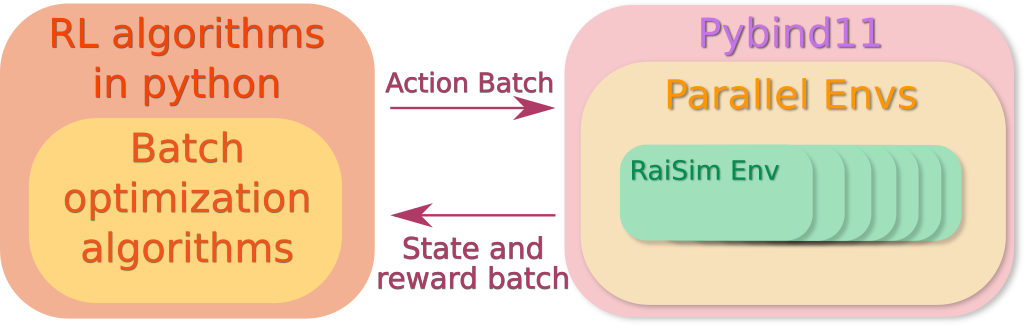 RL algorithms
in python
Batch
optimization
algorithms
Action Batch
State and
reward batch
Pybind11
Parallel Envs
RaiSim Env